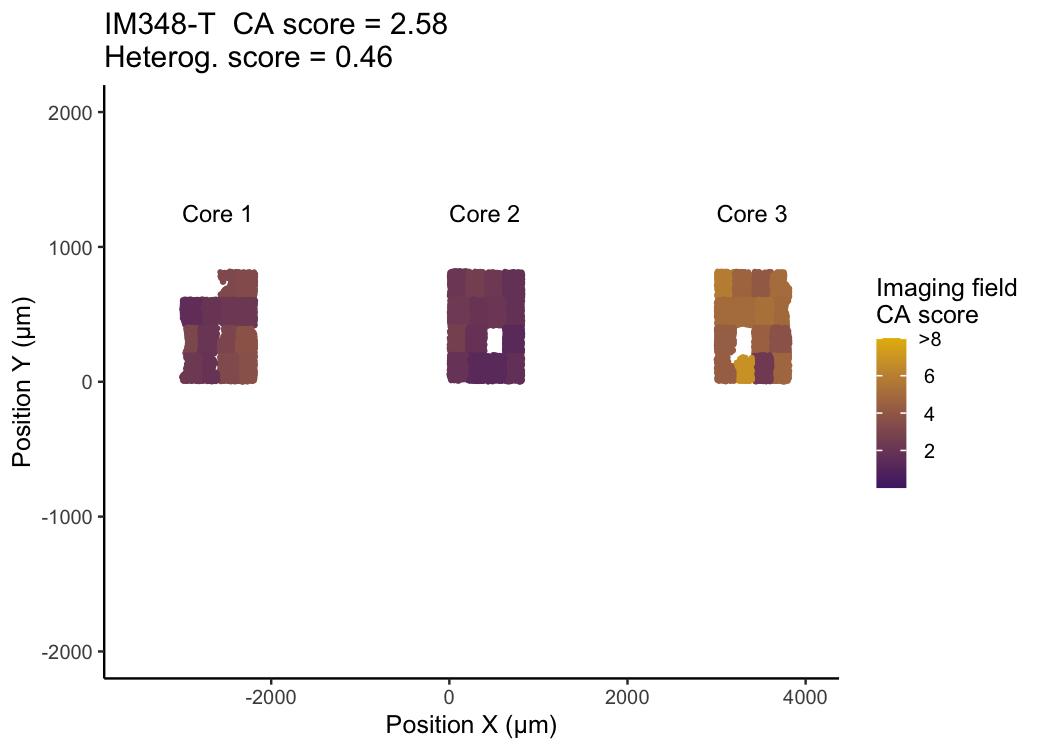 IM348-T  CA score = 2.58
Heterog. score = 0.46
Core 1
Core 2
Core 3
Position Y (µm)
2000
1000
0
-1000
-2000
-2000
0
2000
4000
Position X (µm)
Imaging field
CA score
>8
6
4
2